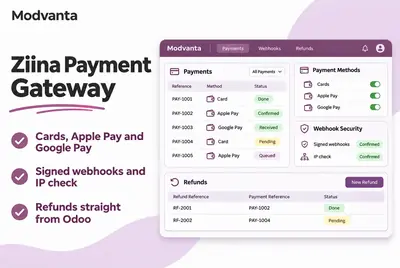 Modvanta
Ziina Payment
Gateway
Cards, Apple Pay and
Google Pay
Signed webhooks and
IP check
Refunds straight
from Odoo
Modvanta
Payments
Webhooks
Refunds
Payments
All Payments
Reference Method Status
PAY-1001 Card Done
PAY-1002 Apple Pay Confirmed
PAY-1003 Google Pay Received
PAY-1004 Card Pending
PAY-1005 Apple Pay Queued
Payment Methods
Cards
Apple Pay
Google Pay
Webhook Security
Signed webhooks Confirmed
IP check Confirmed
Refunds
New Refund
Refund Reference Payment Reference Status
RF-2001 PAY-1002 Done
RF-2002 PAY-1004 Pending